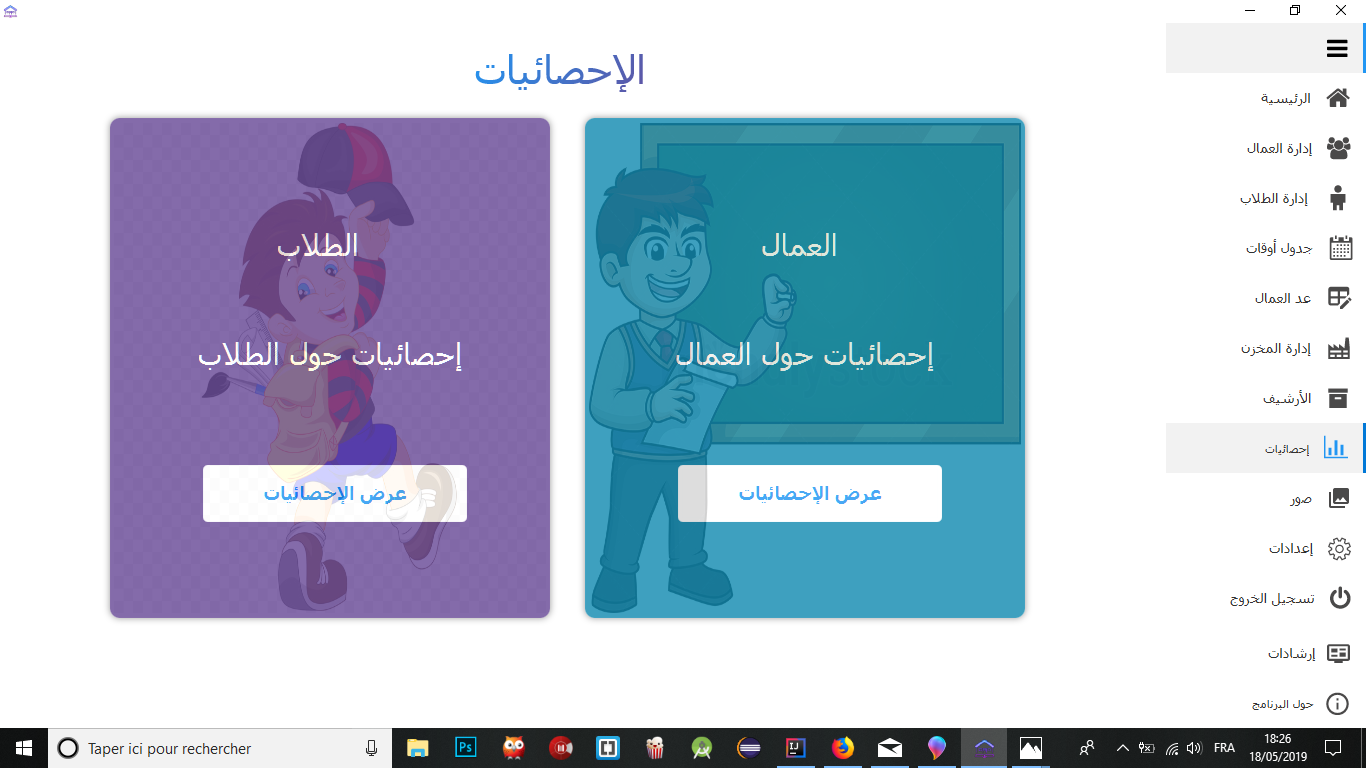 الإحصائيات
العمال
إحصائيات حول العمال
عرض الإحصائيات
الطلاب
إحصائيات حول الطلاب
عرض الإحصائيات
الرئيسية
إدارة العمال
إدارة الطلاب
جدول أوقات
عد العمال
إدارة المخزن
الأرشيف
إحصائيات
صور
إعدادات
تسجيل الخروج
إرشادات
حول البرنامج
Taper ici pour rechercher
Ps
IJ
FRA
18:26
18/05/2019